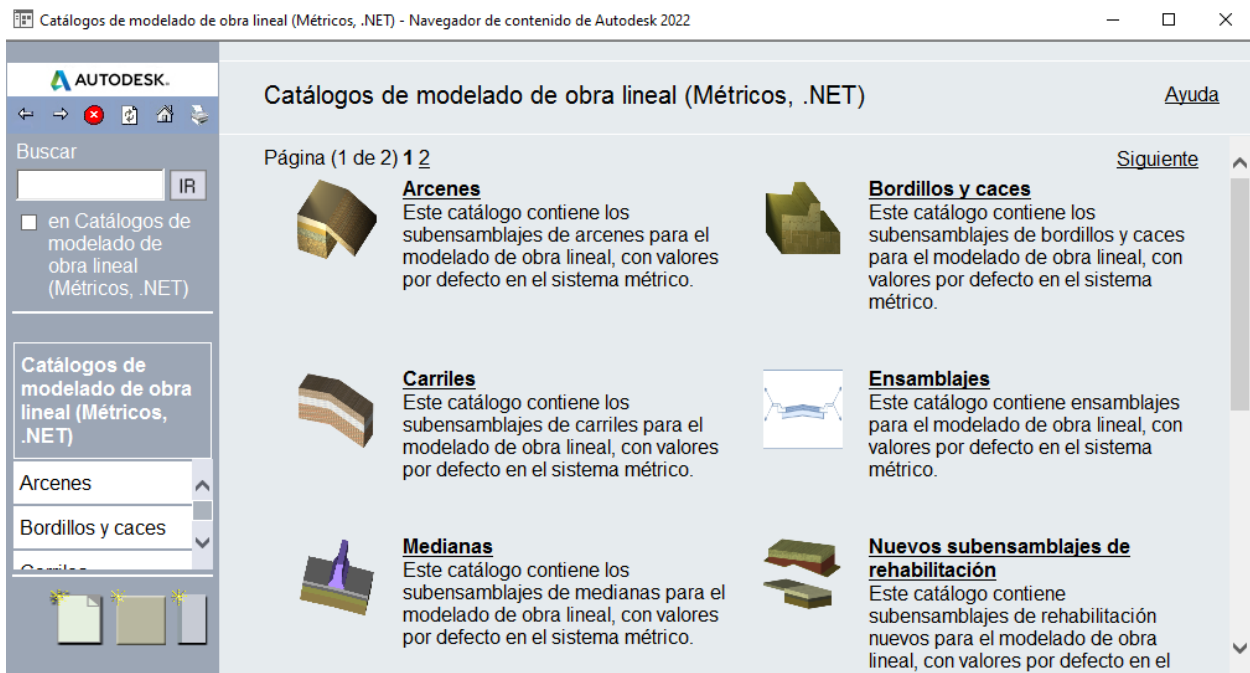 Catálogos de modelado de obra lineal (Métricos, .NET) - Navegador de contenido de Autodesk 2022
AUTODESK.
Buscar
IR
en Catálogos de
modelado de
obra lineal
(Métricos, .NET)
Catálogos de
modelado de obra
lineal (Métricos,
.NET)
Arcenes
Bordillos y caces
Catálogos de modelado de obra lineal (Métricos, .NET)
Ayuda
Página (1 de 2) 1 2
Siguiente
Arcenes
Este catálogo contiene los
subensamblajes de arcenes para el
modelado de obra lineal, con valores
por defecto en el sistema métrico.
Bordillos y caces
Este catálogo contiene los
subensamblajes de bordillos y caces
para el modelado de obra lineal, con
valores por defecto en el sistema
métrico.
Carriles
Este catálogo contiene los
subensamblajes de carriles para el
modelado de obra lineal, con valores
por defecto en el sistema métrico.
Ensamblajes
Este catálogo contiene ensamblajes
para el modelado de obra lineal, con
valores por defecto en el sistema
métrico.
Medianas
Este catálogo contiene los
subensamblajes de medianas para el
modelado de obra lineal, con valores
por defecto en el sistema métrico.
Nuevos subensamblajes de
rehabilitación
Este catálogo contiene
subensamblajes de rehabilitación
nuevos para el modelado de obra
lineal, con valores por defecto en el